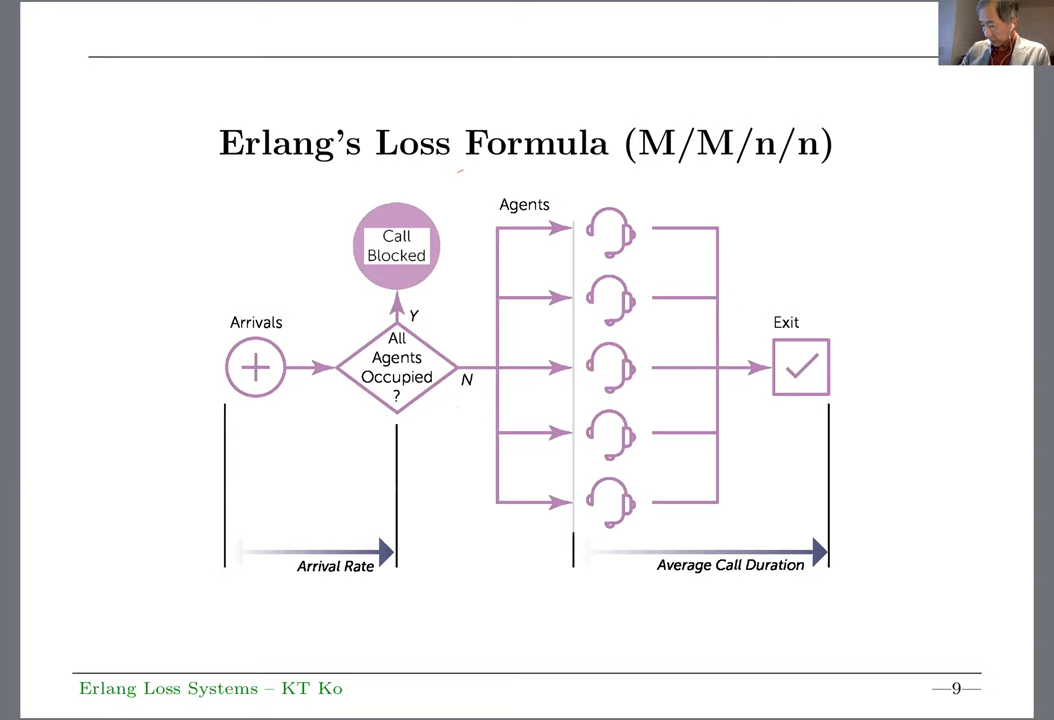 Erlang's Loss Formula (M/M/n/n)
Agents
Call
Blocked
Y
Arrivals
All
Agents
Occupied
?
N
Exit
Arrival Rate
Average Call Duration
Erlang Loss Systems – KT Ko
—9—